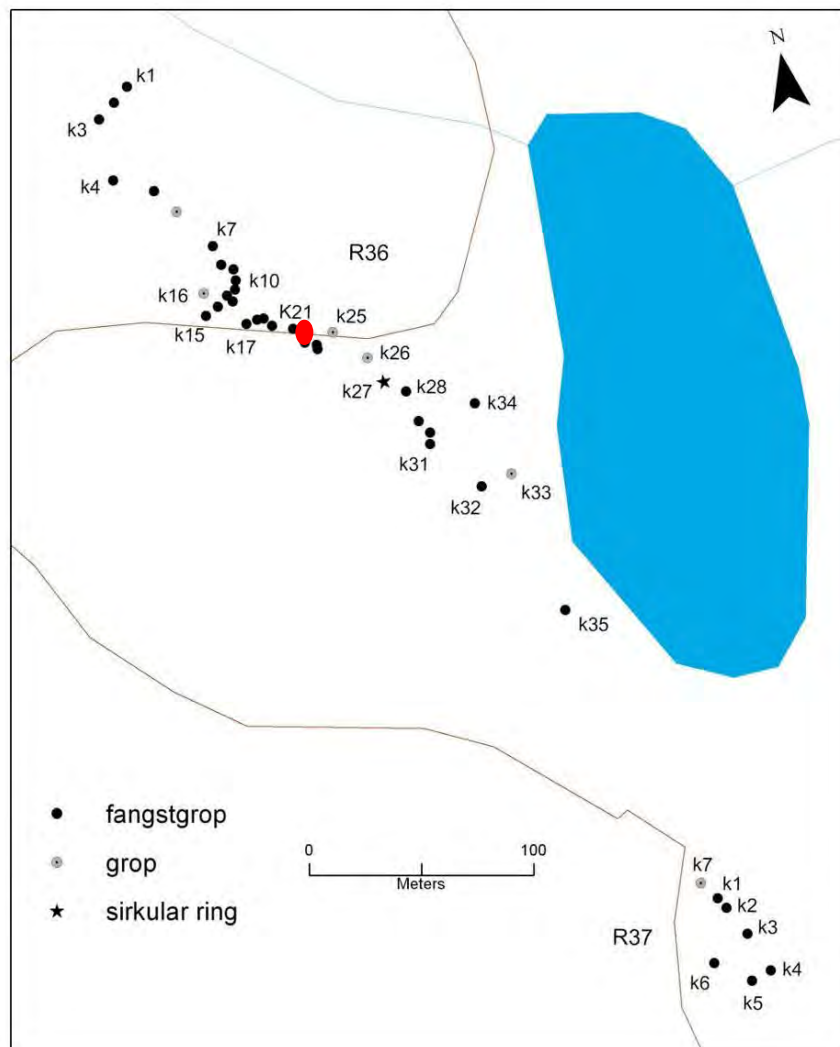 N
k1
k3
k4
k7
R36
k10
k16
K21
k25
k15
k17
k26
k27
k28
k34
k31
k33
k32
k35
fangstgrop
grop
sirkular ring
0 100
Meters
k7
k1
k2
k3
R37
k6
k4
k5